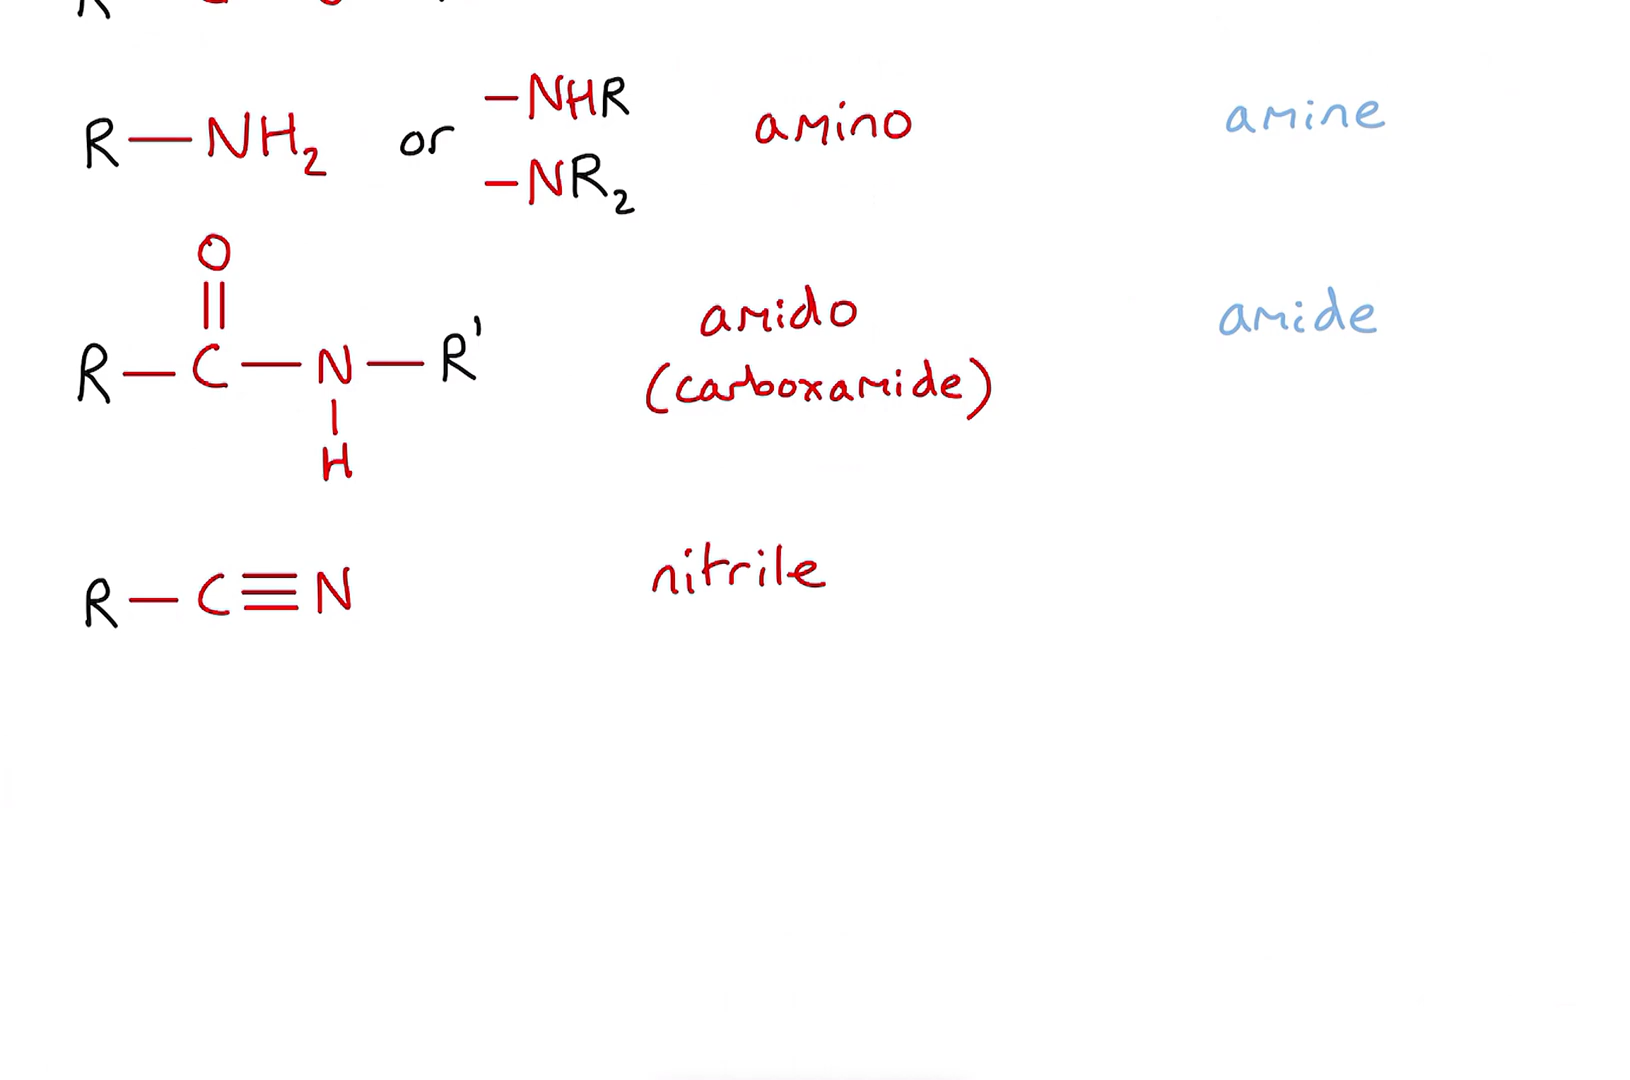 R—NH₂ or —NHR amino amine
—NR₂
O
||
R—C—N—R' amido amide
| (carboxamide)
H
R—C≡N nitrile